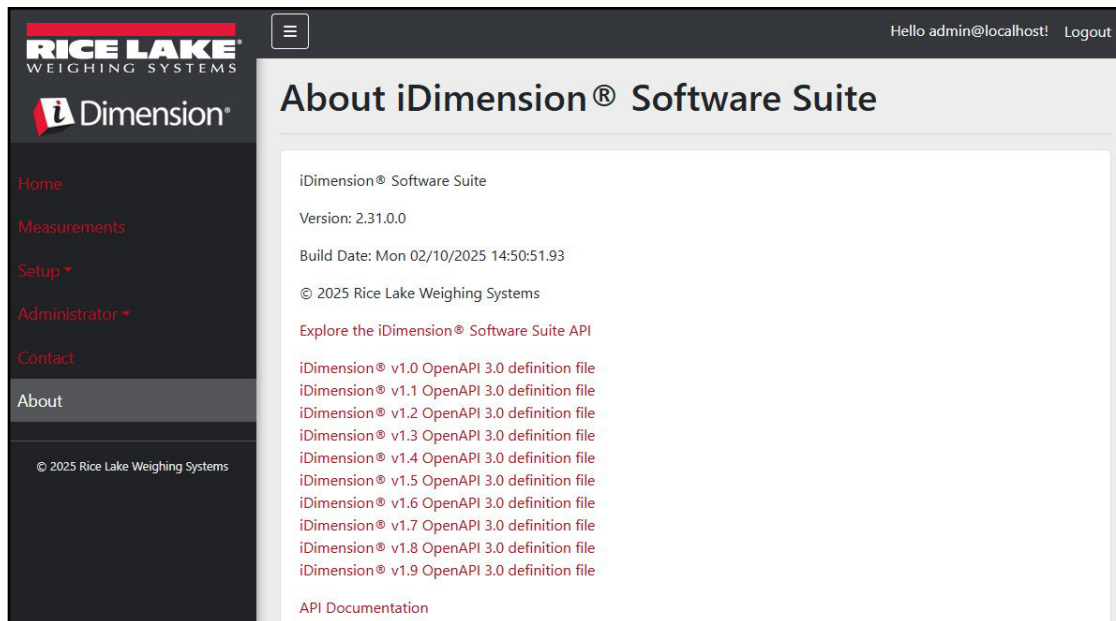 RICE LAKE®
WEIGHING SYSTEMS
i Dimension®
Home
Measurements
Setup
Administrator
Contact
About
© 2025 Rice Lake Weighing Systems
Hello admin@localhost! Logout
About iDimension® Software Suite
iDimension® Software Suite
Version: 2.31.0.0
Build Date: Mon 02/10/2025 14:50:51.93
© 2025 Rice Lake Weighing Systems
Explore the iDimension® Software Suite API
iDimension® v1.0 OpenAPI 3.0 definition file
iDimension® v1.1 OpenAPI 3.0 definition file
iDimension® v1.2 OpenAPI 3.0 definition file
iDimension® v1.3 OpenAPI 3.0 definition file
iDimension® v1.4 OpenAPI 3.0 definition file
iDimension® v1.5 OpenAPI 3.0 definition file
iDimension® v1.6 OpenAPI 3.0 definition file
iDimension® v1.7 OpenAPI 3.0 definition file
iDimension® v1.8 OpenAPI 3.0 definition file
iDimension® v1.9 OpenAPI 3.0 definition file
API Documentation